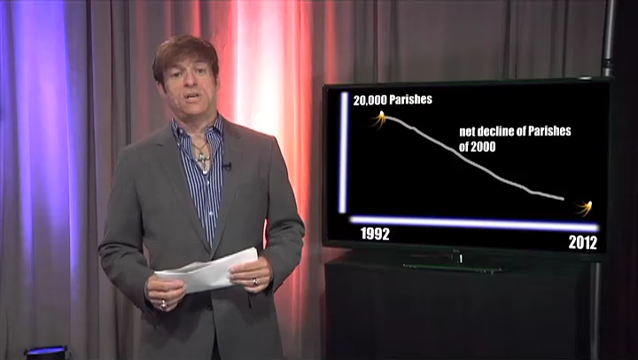 20,000 Parishes
net decline of Parishes
of 2000
1992
2012